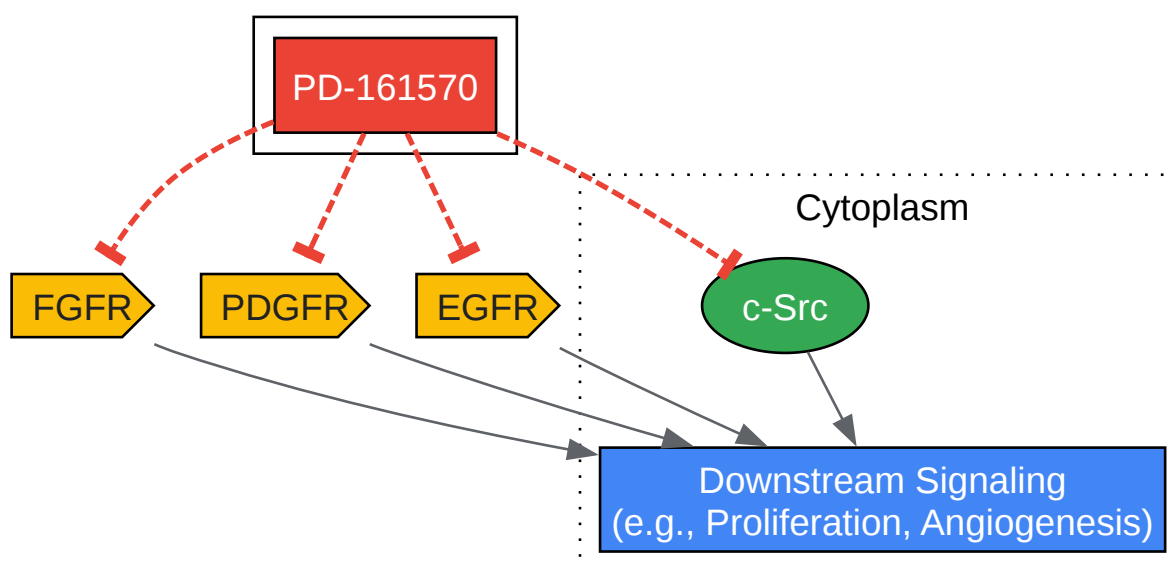 PD-161570
Cytoplasm
FGFR
PDGFR
EGFR
c-Src
Downstream Signaling
(e.g., Proliferation, Angiogenesis)